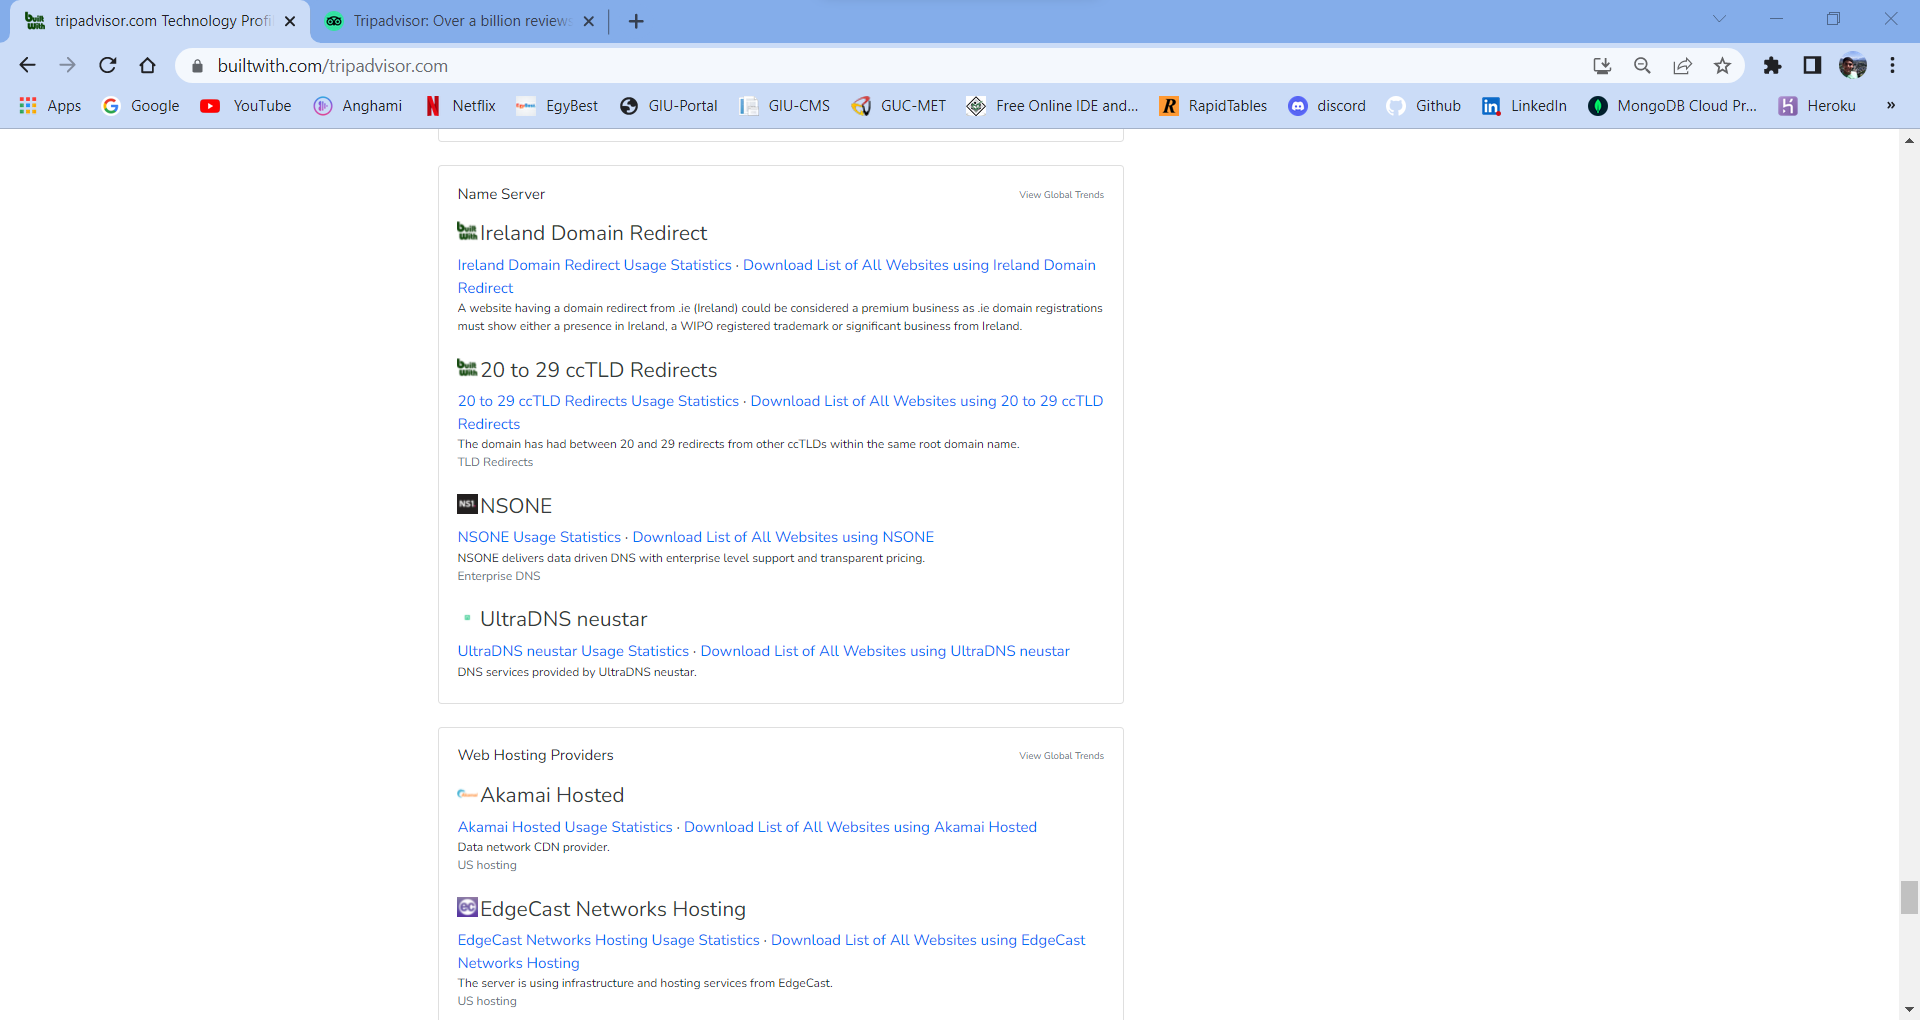 tripadvisor.com Technology Profi
Tripadvisor: Over a billion reviews
builtwith.com/tripadvisor.com
Apps Google YouTube Anghami Netflix EgyBest GIU-Portal GIU-CMS GUC-MET Free Online IDE and... RapidTables discord Github LinkedIn MongoDB Cloud Pr... Heroku »
Name Server View Global Trends
Ireland Domain Redirect
Ireland Domain Redirect Usage Statistics · Download List of All Websites using Ireland Domain
Redirect
A website having a domain redirect from .ie (Ireland) could be considered a premium business as .ie domain registrations
must show either a presence in Ireland, a WIPO registered trademark or significant business from Ireland.
20 to 29 ccTLD Redirects
20 to 29 ccTLD Redirects Usage Statistics · Download List of All Websites using 20 to 29 ccTLD
Redirects
The domain has had between 20 and 29 redirects from other ccTLDs within the same root domain name.
TLD Redirects
NS1 NSONE
NSONE Usage Statistics · Download List of All Websites using NSONE
NSONE delivers data driven DNS with enterprise level support and transparent pricing.
Enterprise DNS
UltraDNS neustar
UltraDNS neustar Usage Statistics · Download List of All Websites using UltraDNS neustar
DNS services provided by UltraDNS neustar.
Web Hosting Providers View Global Trends
Akamai Hosted
Akamai Hosted Usage Statistics · Download List of All Websites using Akamai Hosted
Data network CDN provider.
US hosting
ec EdgeCast Networks Hosting
EdgeCast Networks Hosting Usage Statistics · Download List of All Websites using EdgeCast
Networks Hosting
The server is using infrastructure and hosting services from EdgeCast.
US hosting